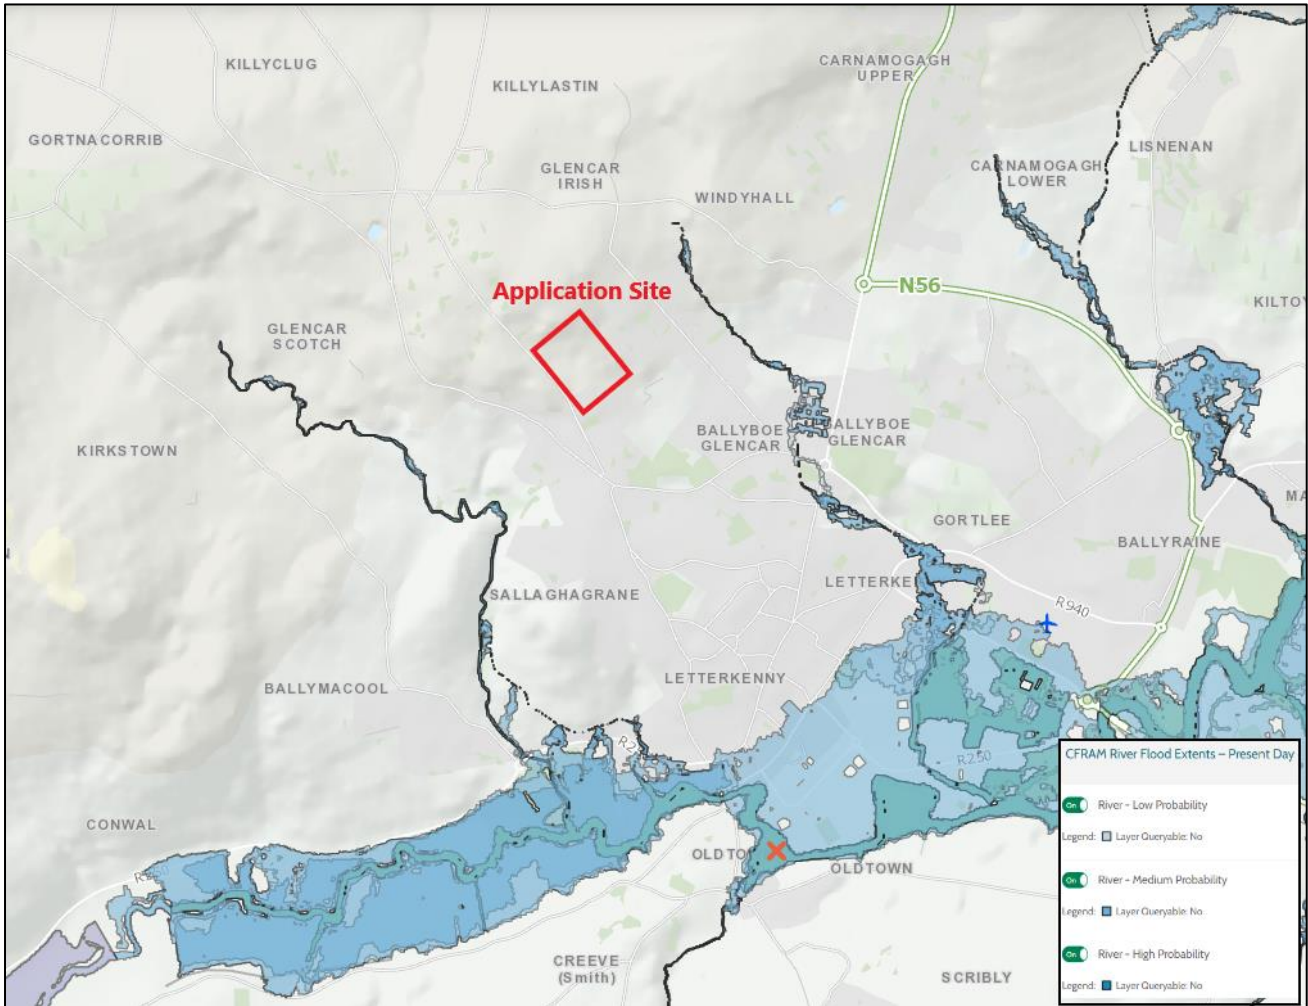 KILLYCLUG
CARNAMOGAGH
UPPER
KILLYLASTIN
GORTNACORRIB
LISNENAN
GLENCAR
IRISH
CARNAMOGAGH
LOWER
WINDYHALL
Application Site
N56
GLENCAR
SCOTCH
KIRKSTOWN
BALLYBOE
GLENCAR
BALLYBOE
GLENCAR
GORTLEE
BALLYRAINE
SALLAGHAGRANE
R940
LETTERKENNY
BALLYMACOOL
R250
CONWAL
OLDTOWN
CREEVE
(Smith)
SCRIBLY
CFRAM River Flood Extents – Present Day
On River - Low Probability
Legend: Layer Queryable: No
On River - Medium Probability
Legend: Layer Queryable: No
On River - High Probability
Legend: Layer Queryable: No